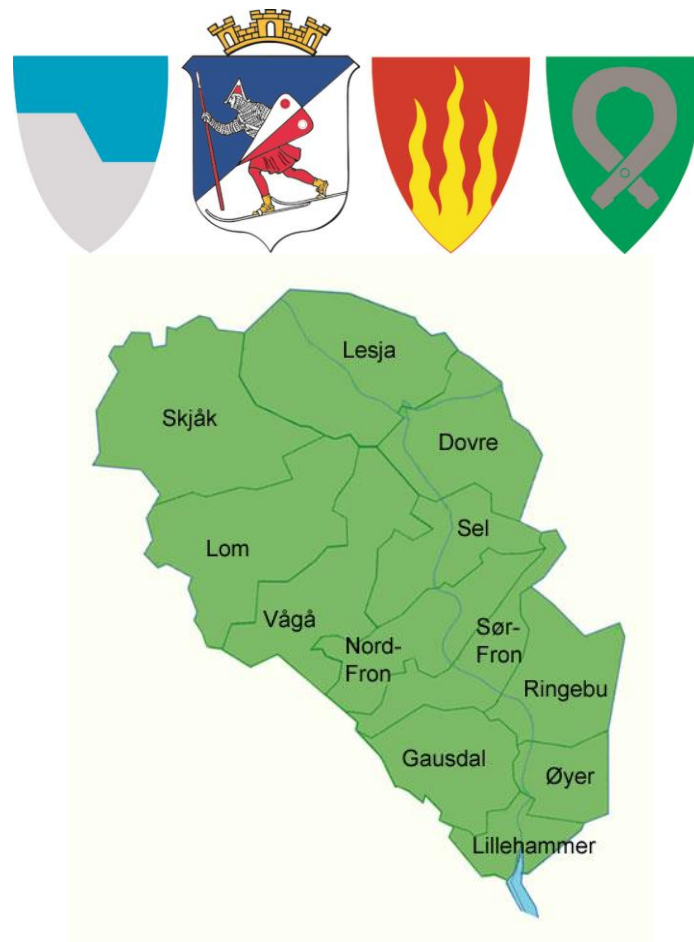 Lesja
Skjåk
Dovre
Sel
Lom
Vågå
Sør-
Fron
Nord-
Fron
Ringebu
Gausdal
Øyer
Lillehammer